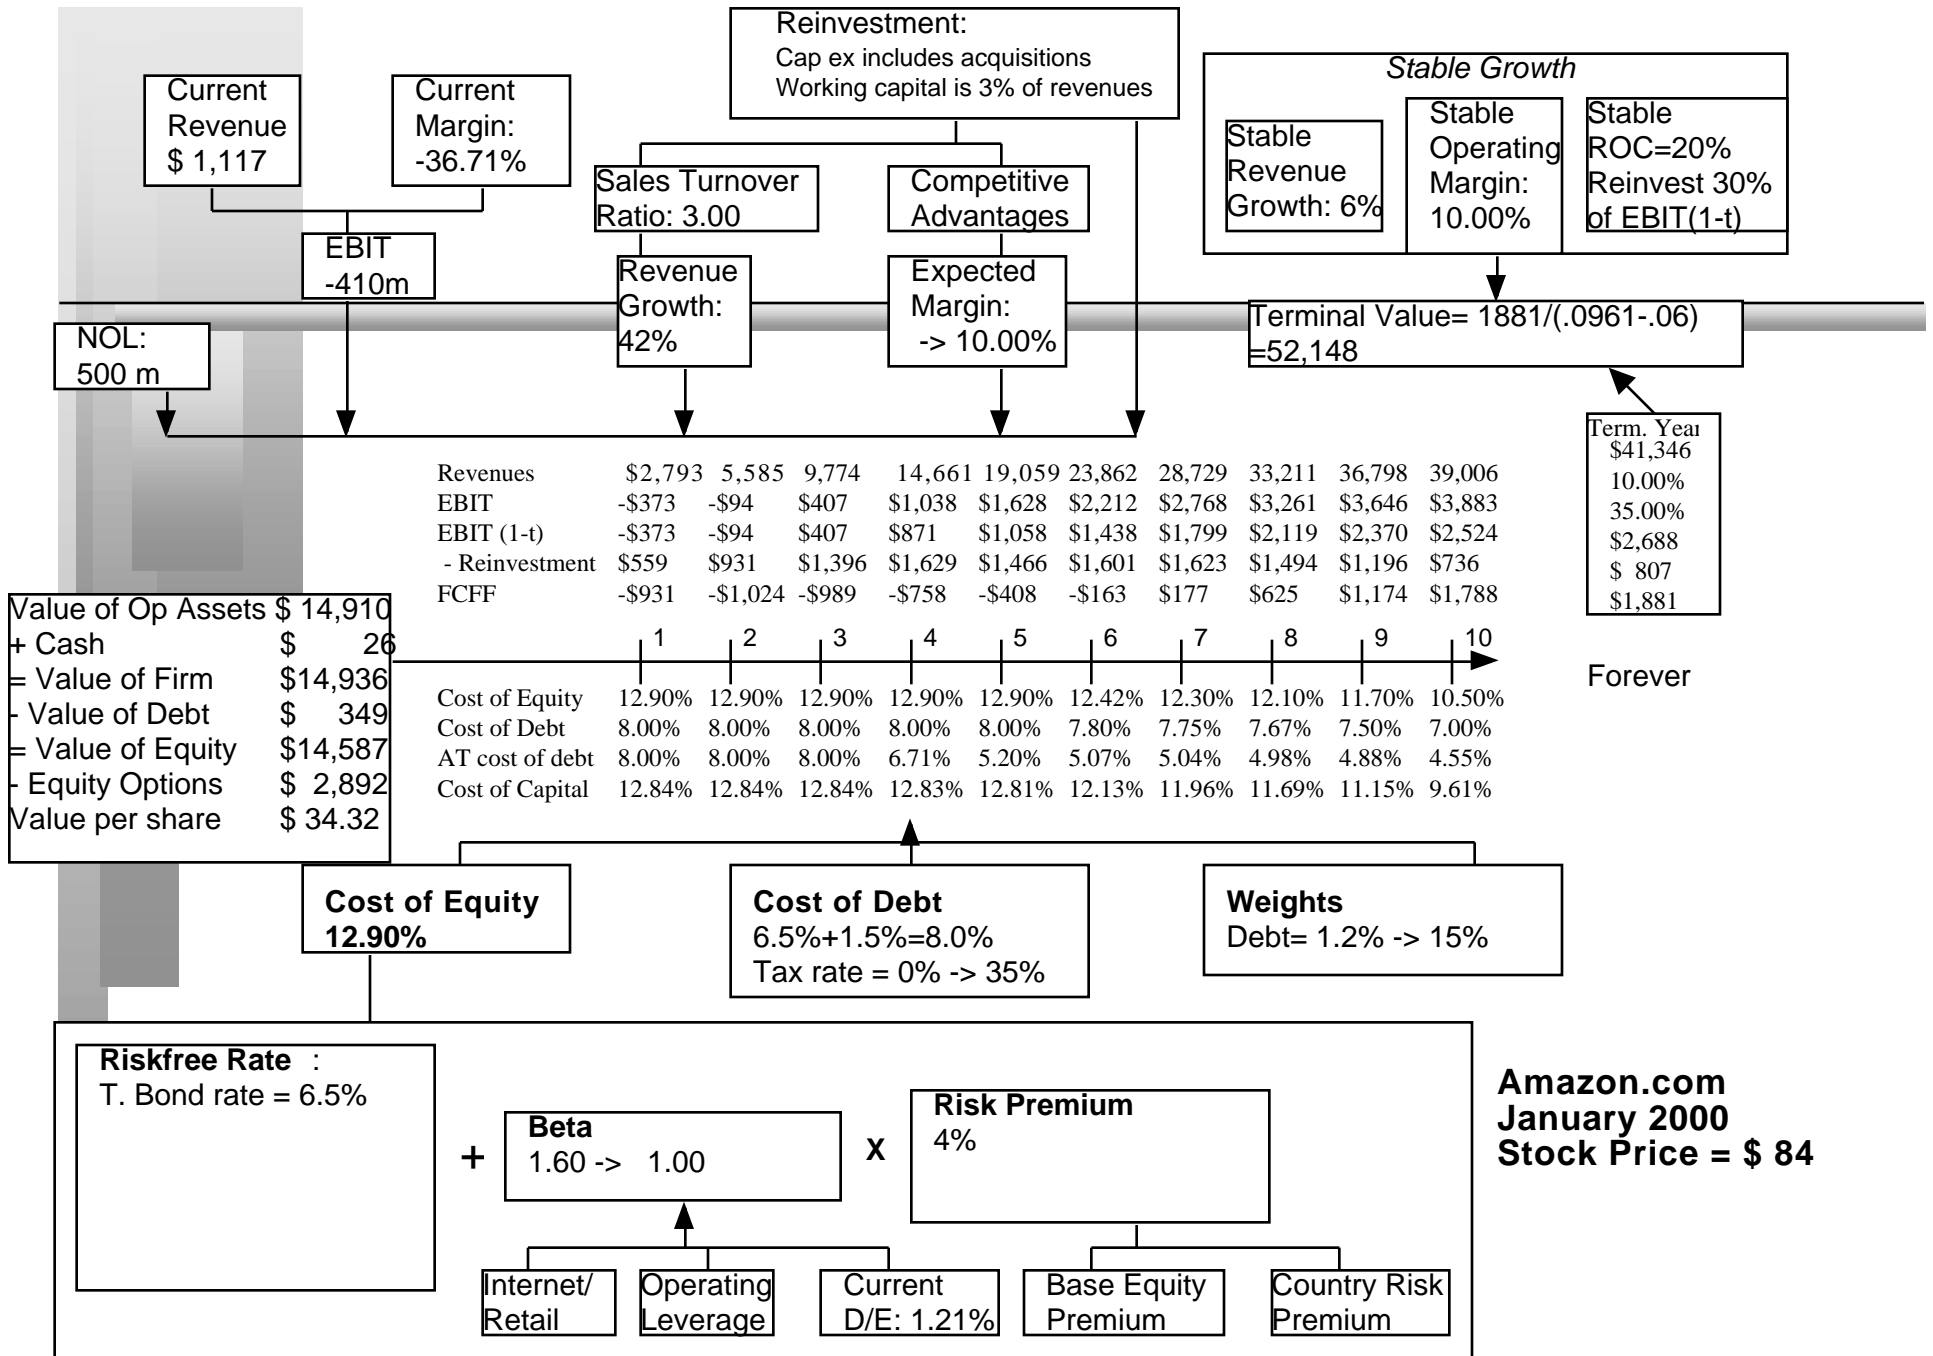 Reinvestment:
Cap ex includes acquisitions
Working capital is 3% of revenues
Current
Revenue
$ 1,117
Current
Margin:
-36.71%
Stable Growth
Stable
Revenue
Growth: 6%
Stable
Operating
Margin:
10.00%
Stable
ROC=20%
Reinvest 30%
of EBIT(1-t)
Sales Turnover
Ratio: 3.00
Competitive
Advantages
EBIT
-410m
Revenue
Growth:
42%
Expected
Margin:
-> 10.00%
NOL:
500 m
Terminal Value= 1881/(.0961-.06)
=52,148
Term. Year
$41,346
10.00%
35.00%
$2,688
$ 807
$1,881
Revenues $2,793 5,585 9,774 14,661 19,059 23,862 28,729 33,211 36,798 39,006
EBIT -$373 -$94 $407 $1,038 $1,628 $2,212 $2,768 $3,261 $3,646 $3,883
EBIT (1-t) -$373 -$94 $407 $871 $1,058 $1,438 $1,799 $2,119 $2,370 $2,524
- Reinvestment $559 $931 $1,396 $1,629 $1,466 $1,601 $1,623 $1,494 $1,196 $736
FCFF -$931 -$1,024 -$989 -$758 -$408 -$163 $177 $625 $1,174 $1,788
1 2 3 4 5 6 7 8 9 10
Forever
Value of Op Assets $ 14,910
+ Cash $ 26
= Value of Firm $14,936
- Value of Debt $ 349
= Value of Equity $14,587
- Equity Options $ 2,892
Value per share $ 34.32
Cost of Equity 12.90% 12.90% 12.90% 12.90% 12.90% 12.42% 12.30% 12.10% 11.70% 10.50%
Cost of Debt 8.00% 8.00% 8.00% 8.00% 8.00% 7.80% 7.75% 7.67% 7.50% 7.00%
AT cost of debt 8.00% 8.00% 8.00% 6.71% 5.20% 5.07% 5.04% 4.98% 4.88% 4.55%
Cost of Capital 12.84% 12.84% 12.84% 12.83% 12.81% 12.13% 11.96% 11.69% 11.15% 9.61%
Cost of Equity
12.90%
Cost of Debt
6.5%+1.5%=8.0%
Tax rate = 0% -> 35%
Weights
Debt= 1.2% -> 15%
Riskfree Rate :
T. Bond rate = 6.5%
+
Beta
1.60 -> 1.00
X
Risk Premium
4%
Internet/
Retail
Operating
Leverage
Current
D/E: 1.21%
Base Equity
Premium
Country Risk
Premium
Amazon.com
January 2000
Stock Price = $ 84